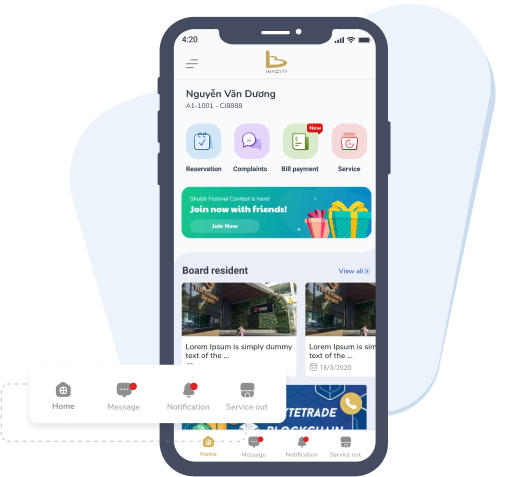 4:20
INFINITY
Nguyễn Văn Dương
A1-1001 - CI8888
New
Reservation
Complaints
Bill payment
Service
Shubh Festival Contest is here!
Join now with friends!
Join Now
Board resident
View all
Lorem Ipsum is simply dummy
text of the ...
Lorem Ipsum is sim
text of the ...
18/3/2020
Home
Message
Notification
Service out
YTETRADE
BLOCKCHAIN
Home
Message
Notification
Service out